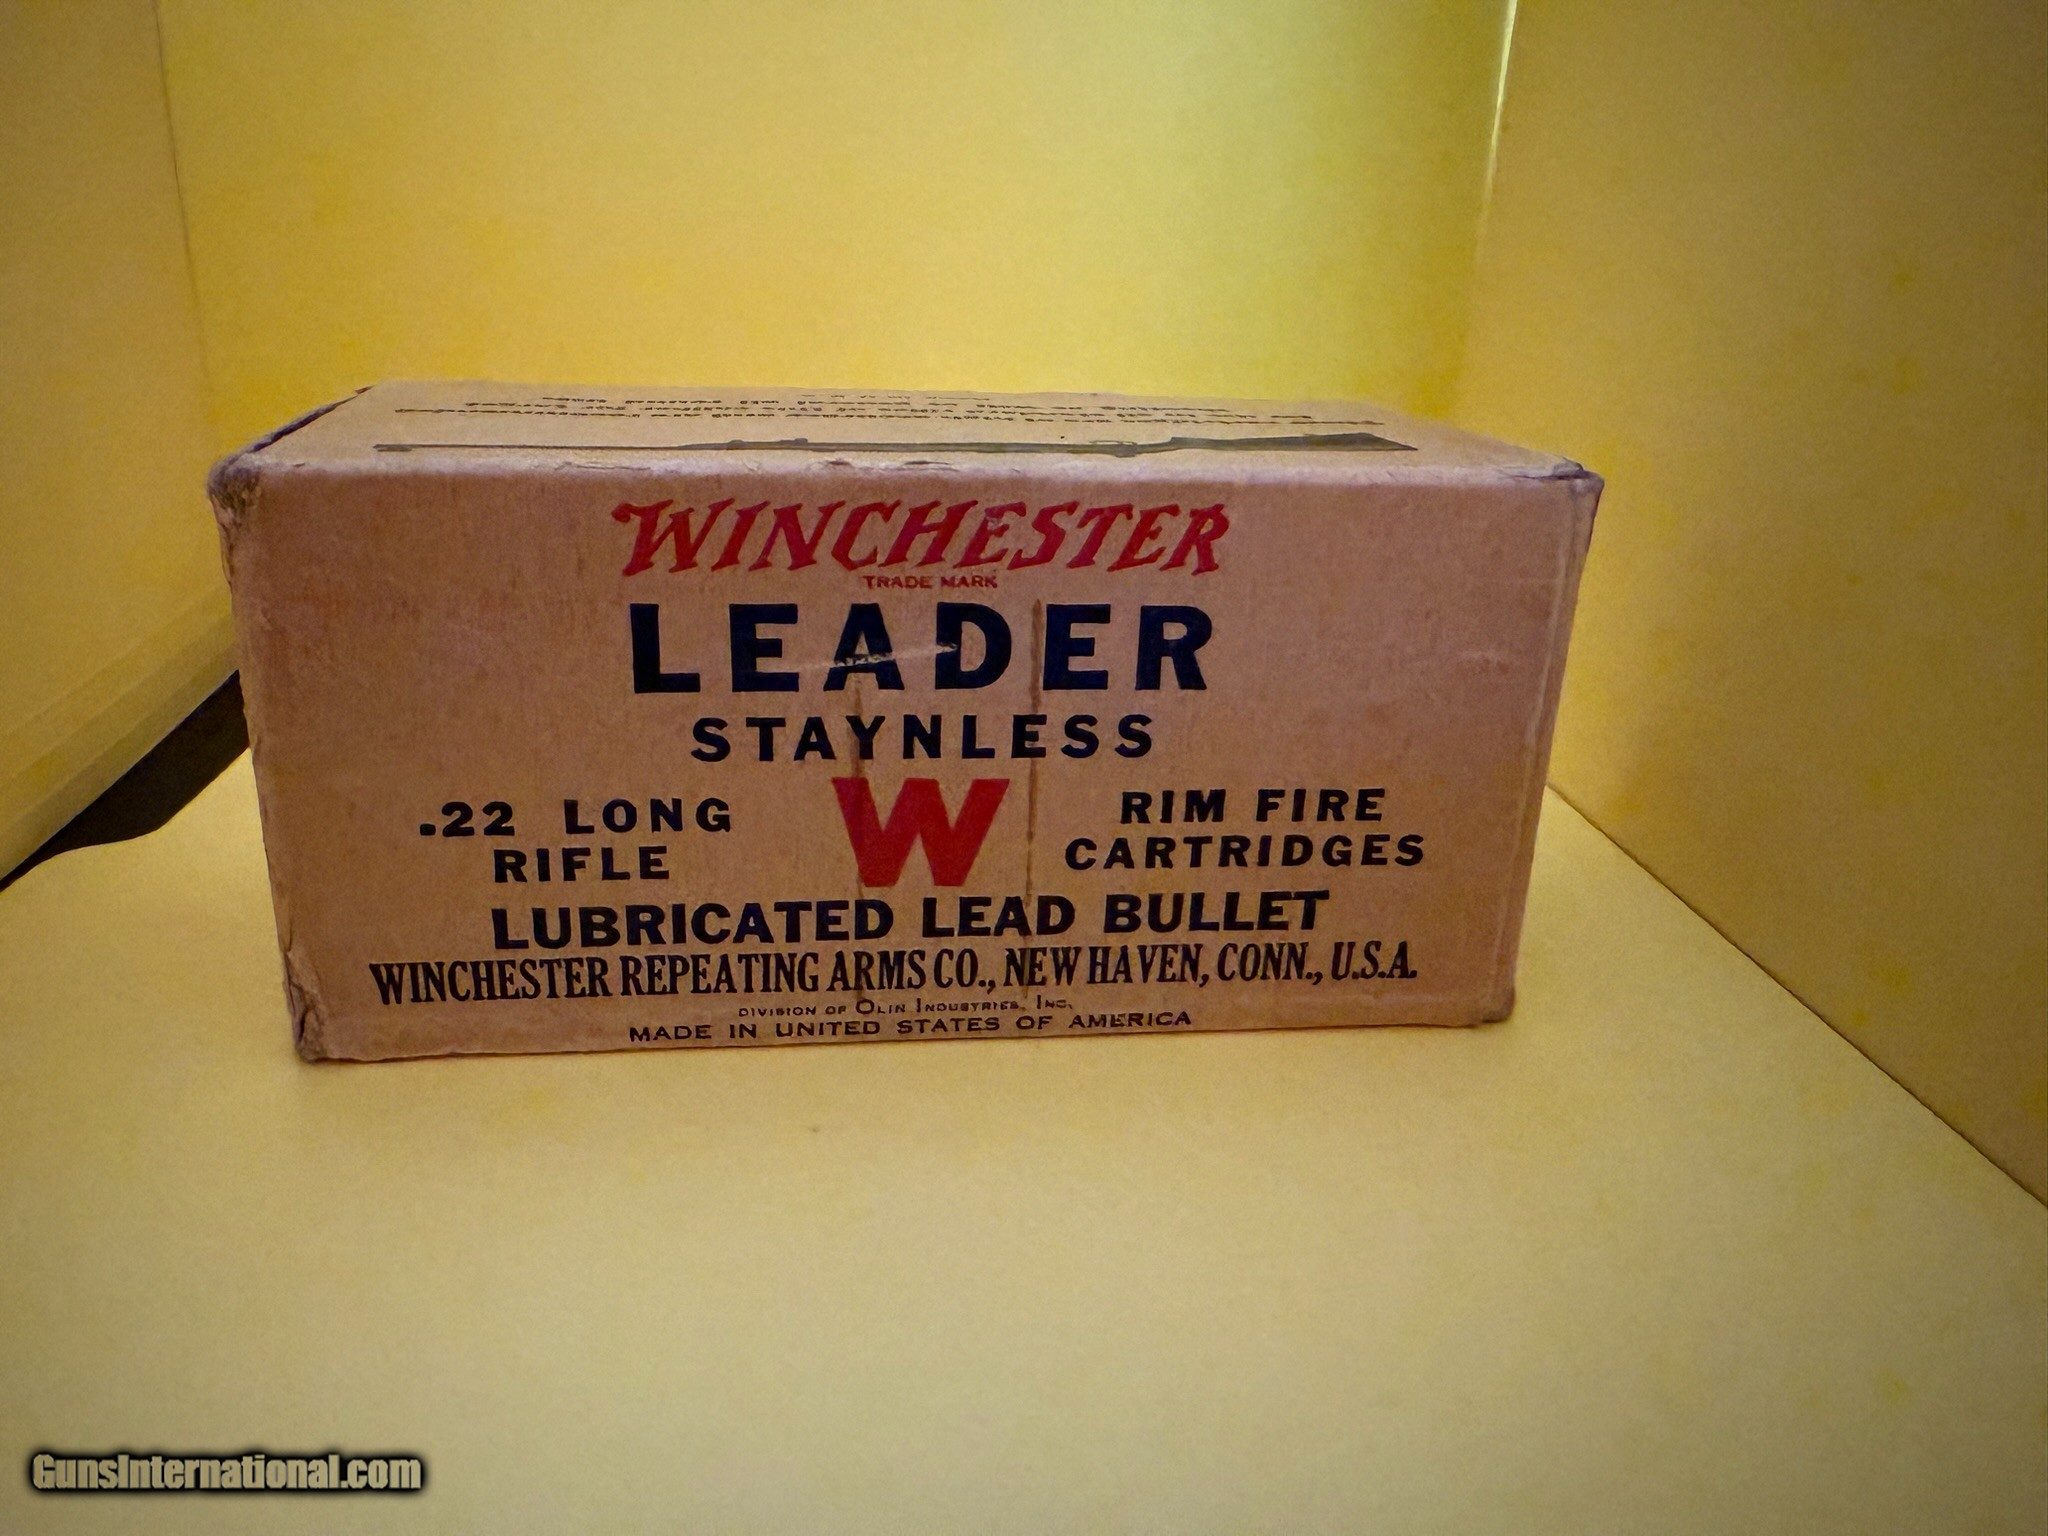 WINCHESTER
TRADE MARK
LEADER
STAYNLESS
.22 LONG
RIFLE
W
RIM FIRE
CARTRIDGES
LUBRICATED LEAD BULLET
WINCHESTER REPEATING ARMS CO., NEW HAVEN, CONN., U.S.A.
DIVISION OF OLIN INDUSTRIES, INC.
MADE IN UNITED STATES OF AMERICA
GunsInternational.com